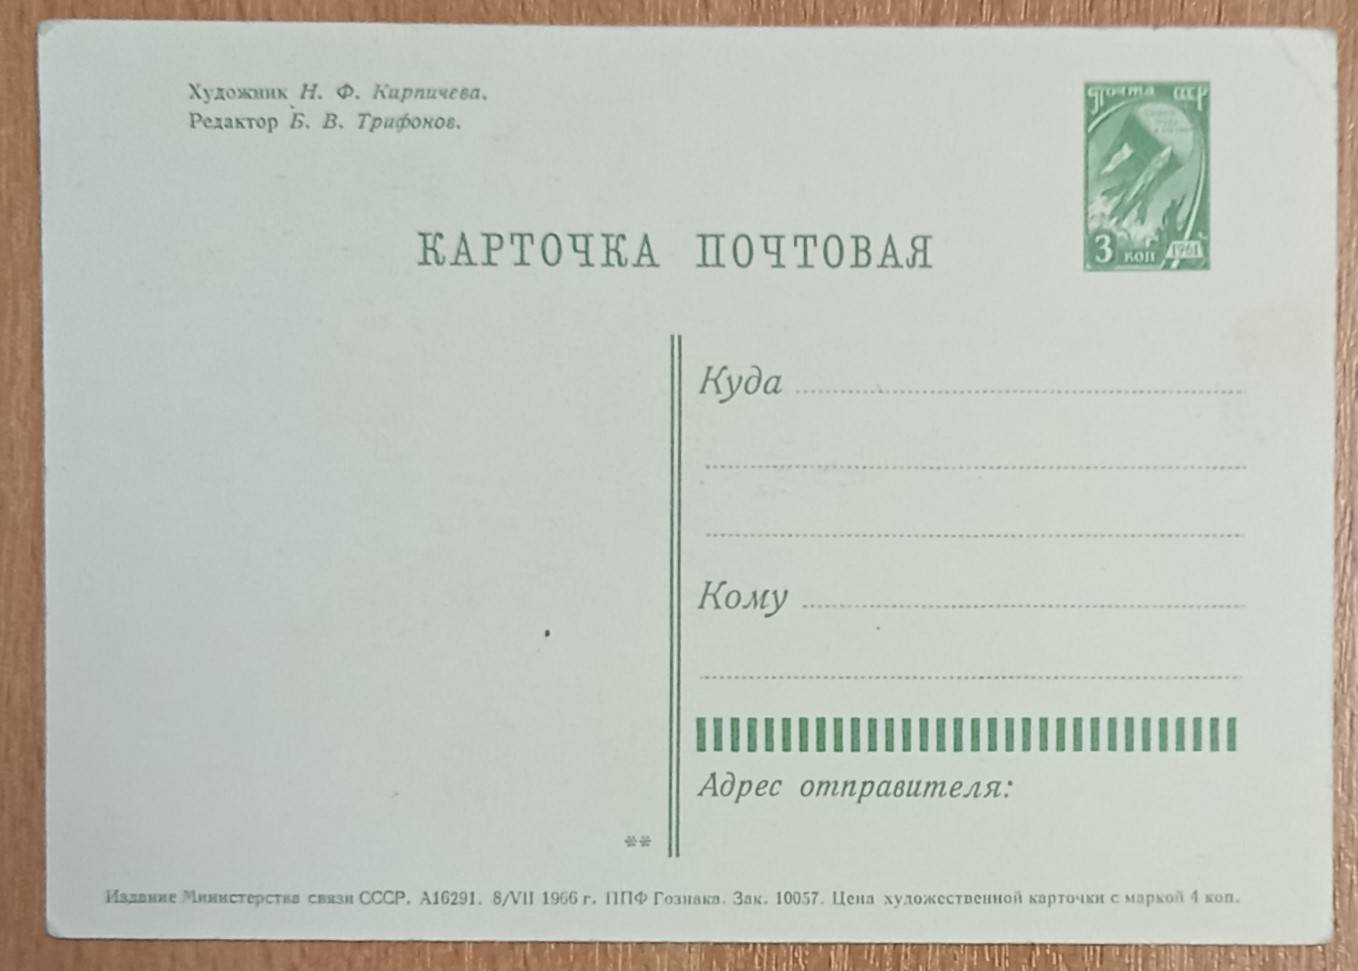 Художник Н. Ф. Кирпичева.
Редактор Б. В. Трифонов.
почта СССР
3 коп 1961
КАРТОЧКА ПОЧТОВАЯ
Куда
Кому
Адрес отправителя:
**
Издание Министерства связи СССР. А16291. 8/VII 1966 г. ППФ Гознака. Зак. 10057. Цена художественной карточки с маркой 4 коп.